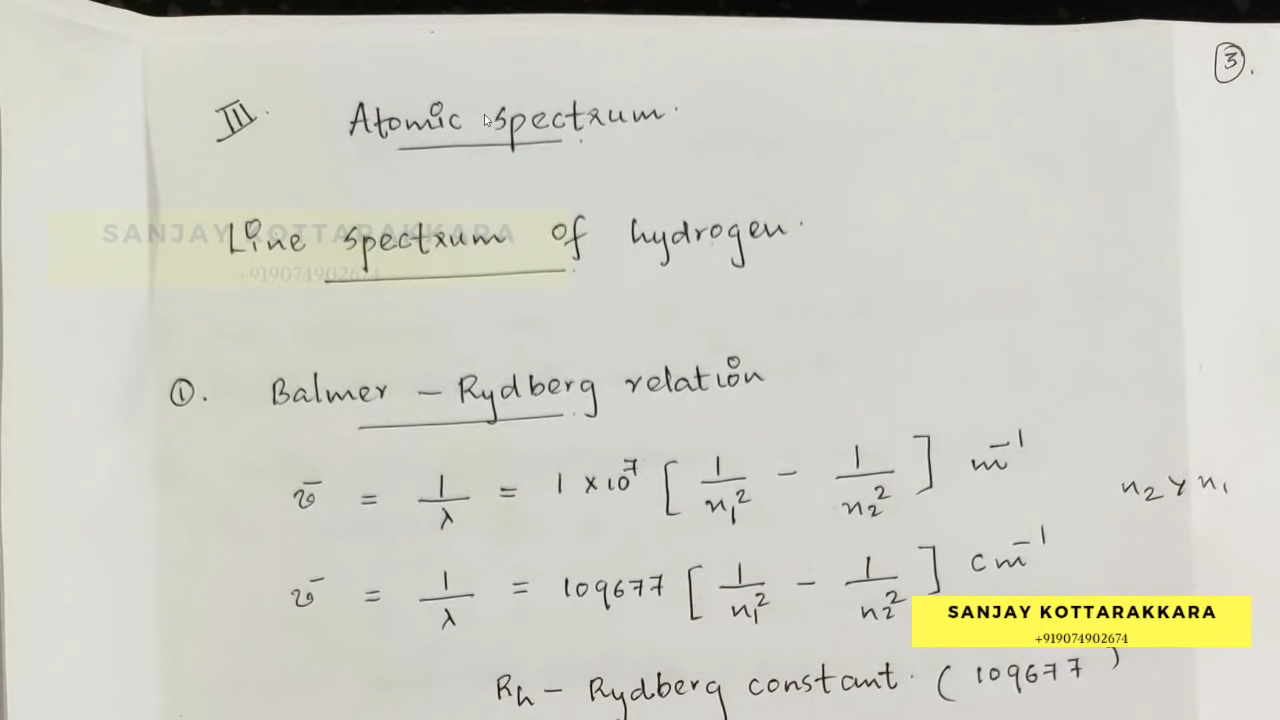 3.
III. Atomic spectrum.
SANJAY KOTTARAKKARA
Line spectrum of hydrogen.
+919074902674
①. Balmer – Rydberg relation
ν̄ = 1/λ = 1 × 10⁷ [ 1/n₁² − 1/n₂² ] m⁻¹ n₂ > n₁
ν̄ = 1/λ = 109677 [ 1/n₁² − 1/n₂² ] cm⁻¹
SANJAY KOTTARAKKARA
+919074902674
Rh – Rydberg constant. ( 109677 )